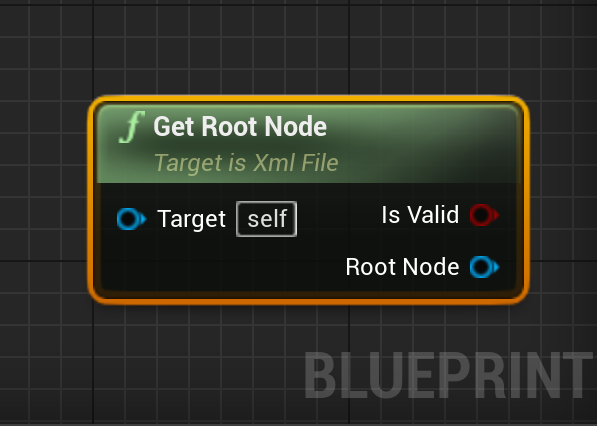 Get Root Node
Target is Xml File
Target self
Is Valid
Root Node
BLUEPRINT